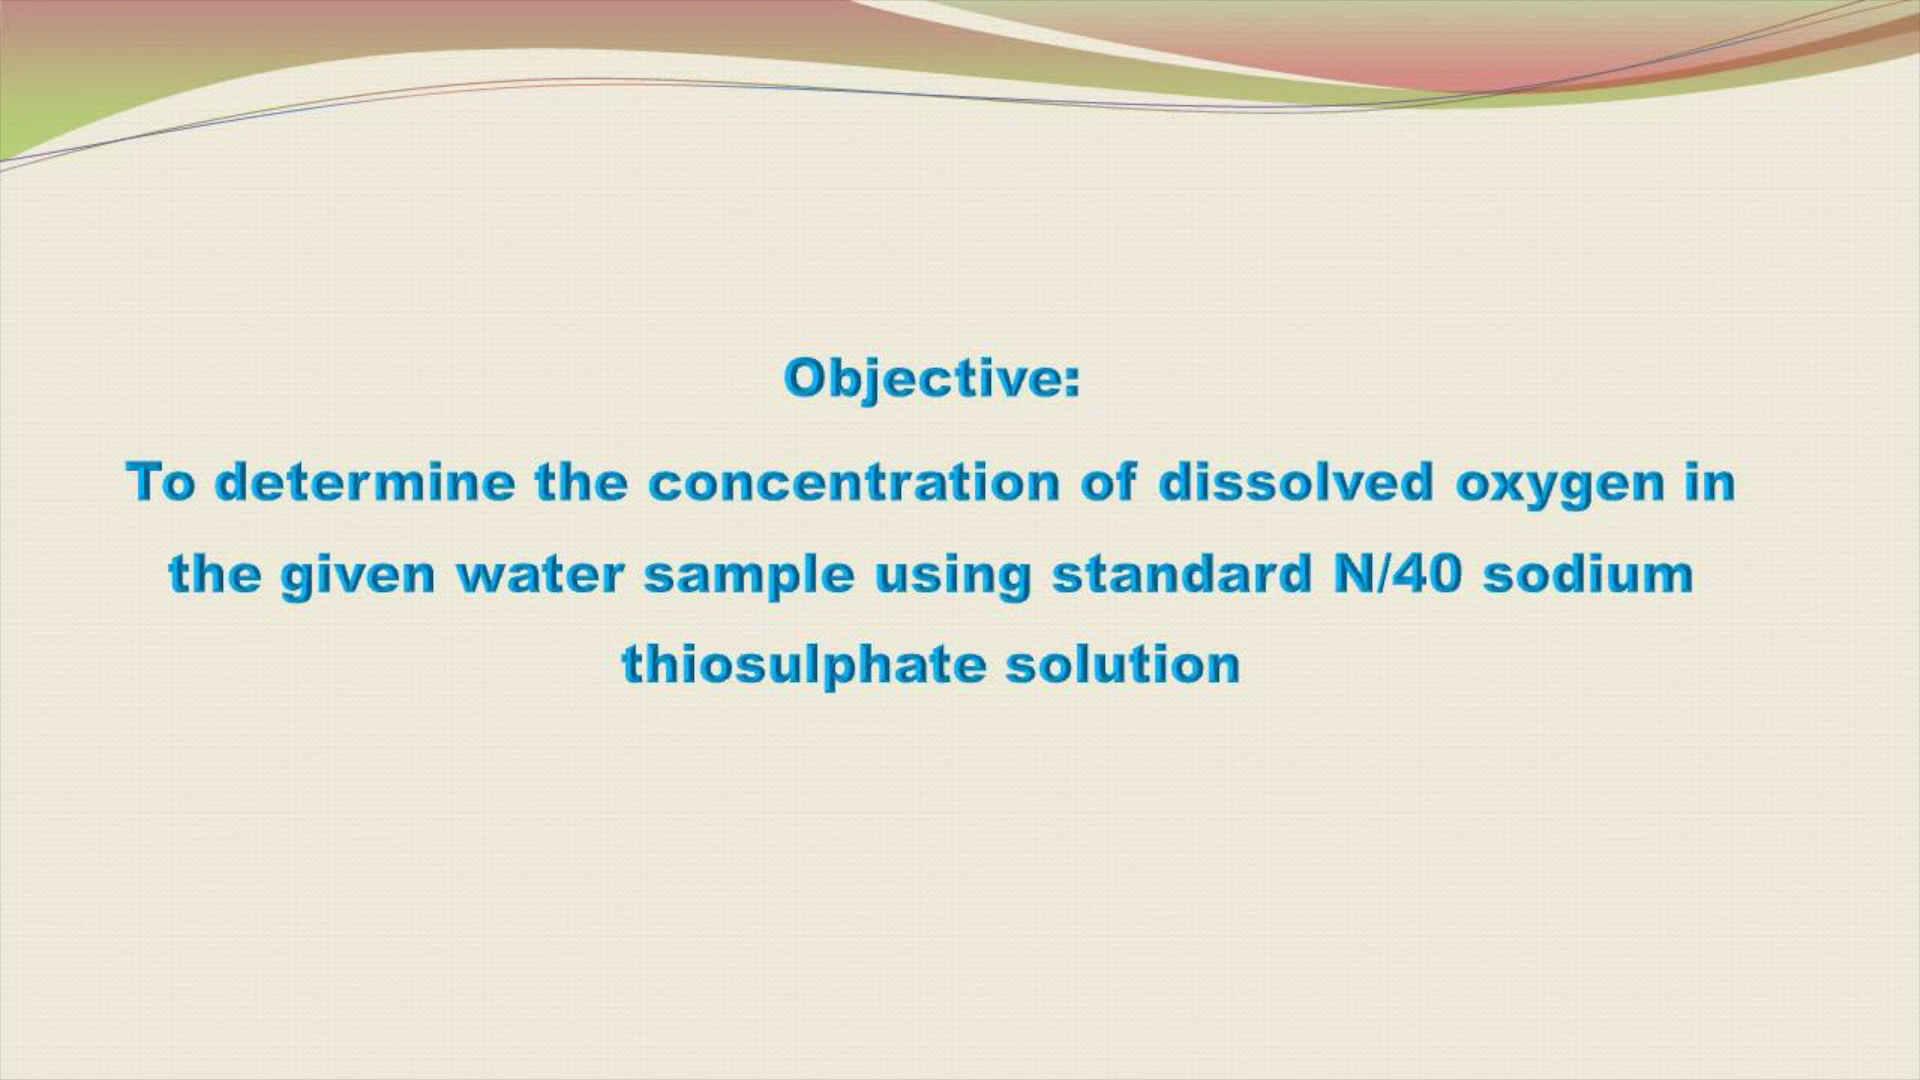 Objective:
To determine the concentration of dissolved oxygen in
the given water sample using standard N/40 sodium
thiosulphate solution